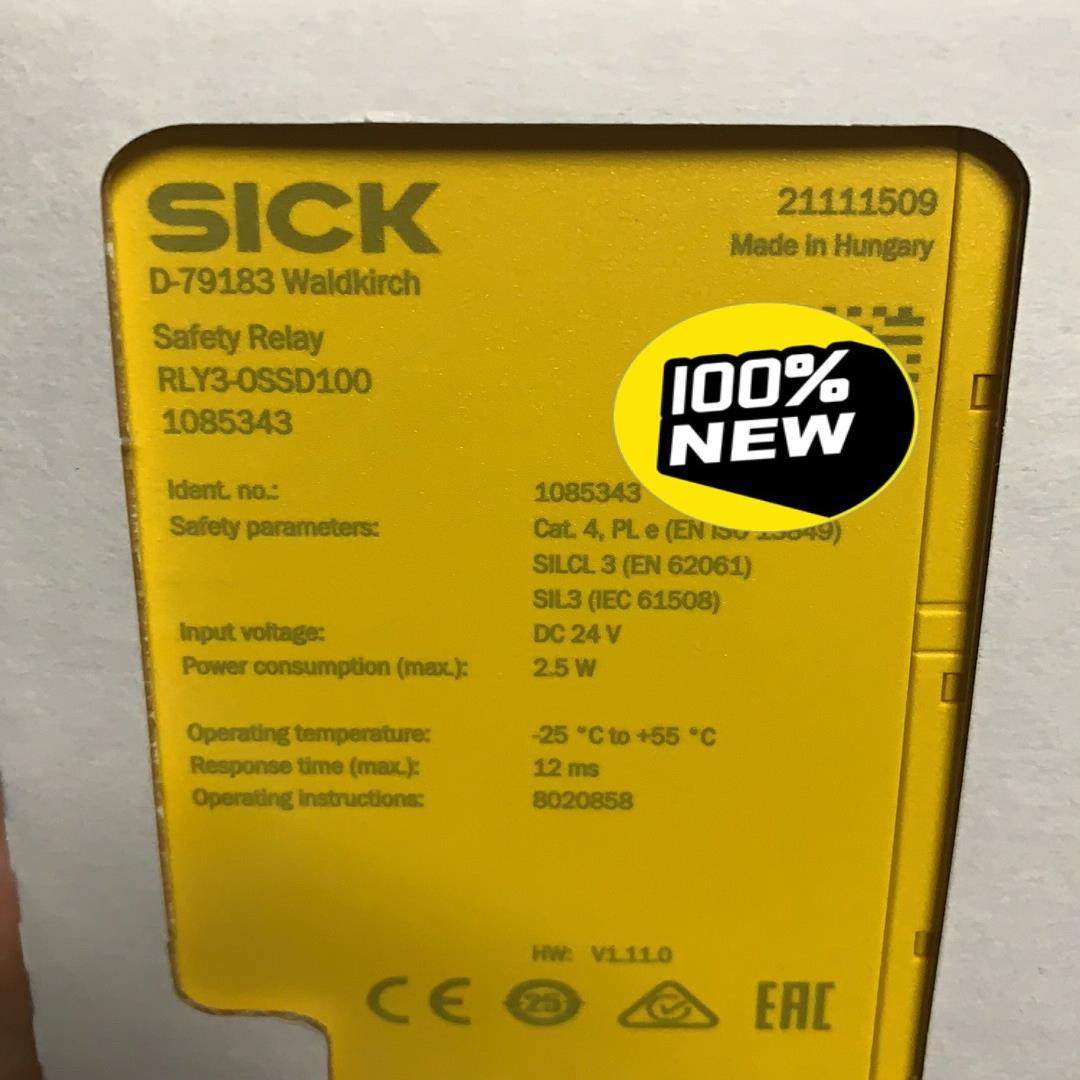 SICK
21111509
D-79183 Waldkirch
Made in Hungary
Safety Relay
RLY3-OSSD100
1085343
100%
NEW
Ident. no.: 1085343
Safety parameters: Cat. 4, PL e (EN ISO 13849)
SILCL 3 (EN 62061)
SIL3 (IEC 61508)
Input voltage: DC 24 V
Power consumption (max.): 2.5 W
Operating temperature: -25 °C to +55 °C
Response time (max.): 12 ms
Operating instructions: 8020858
HW: V1.11.0
CE 25 EAC